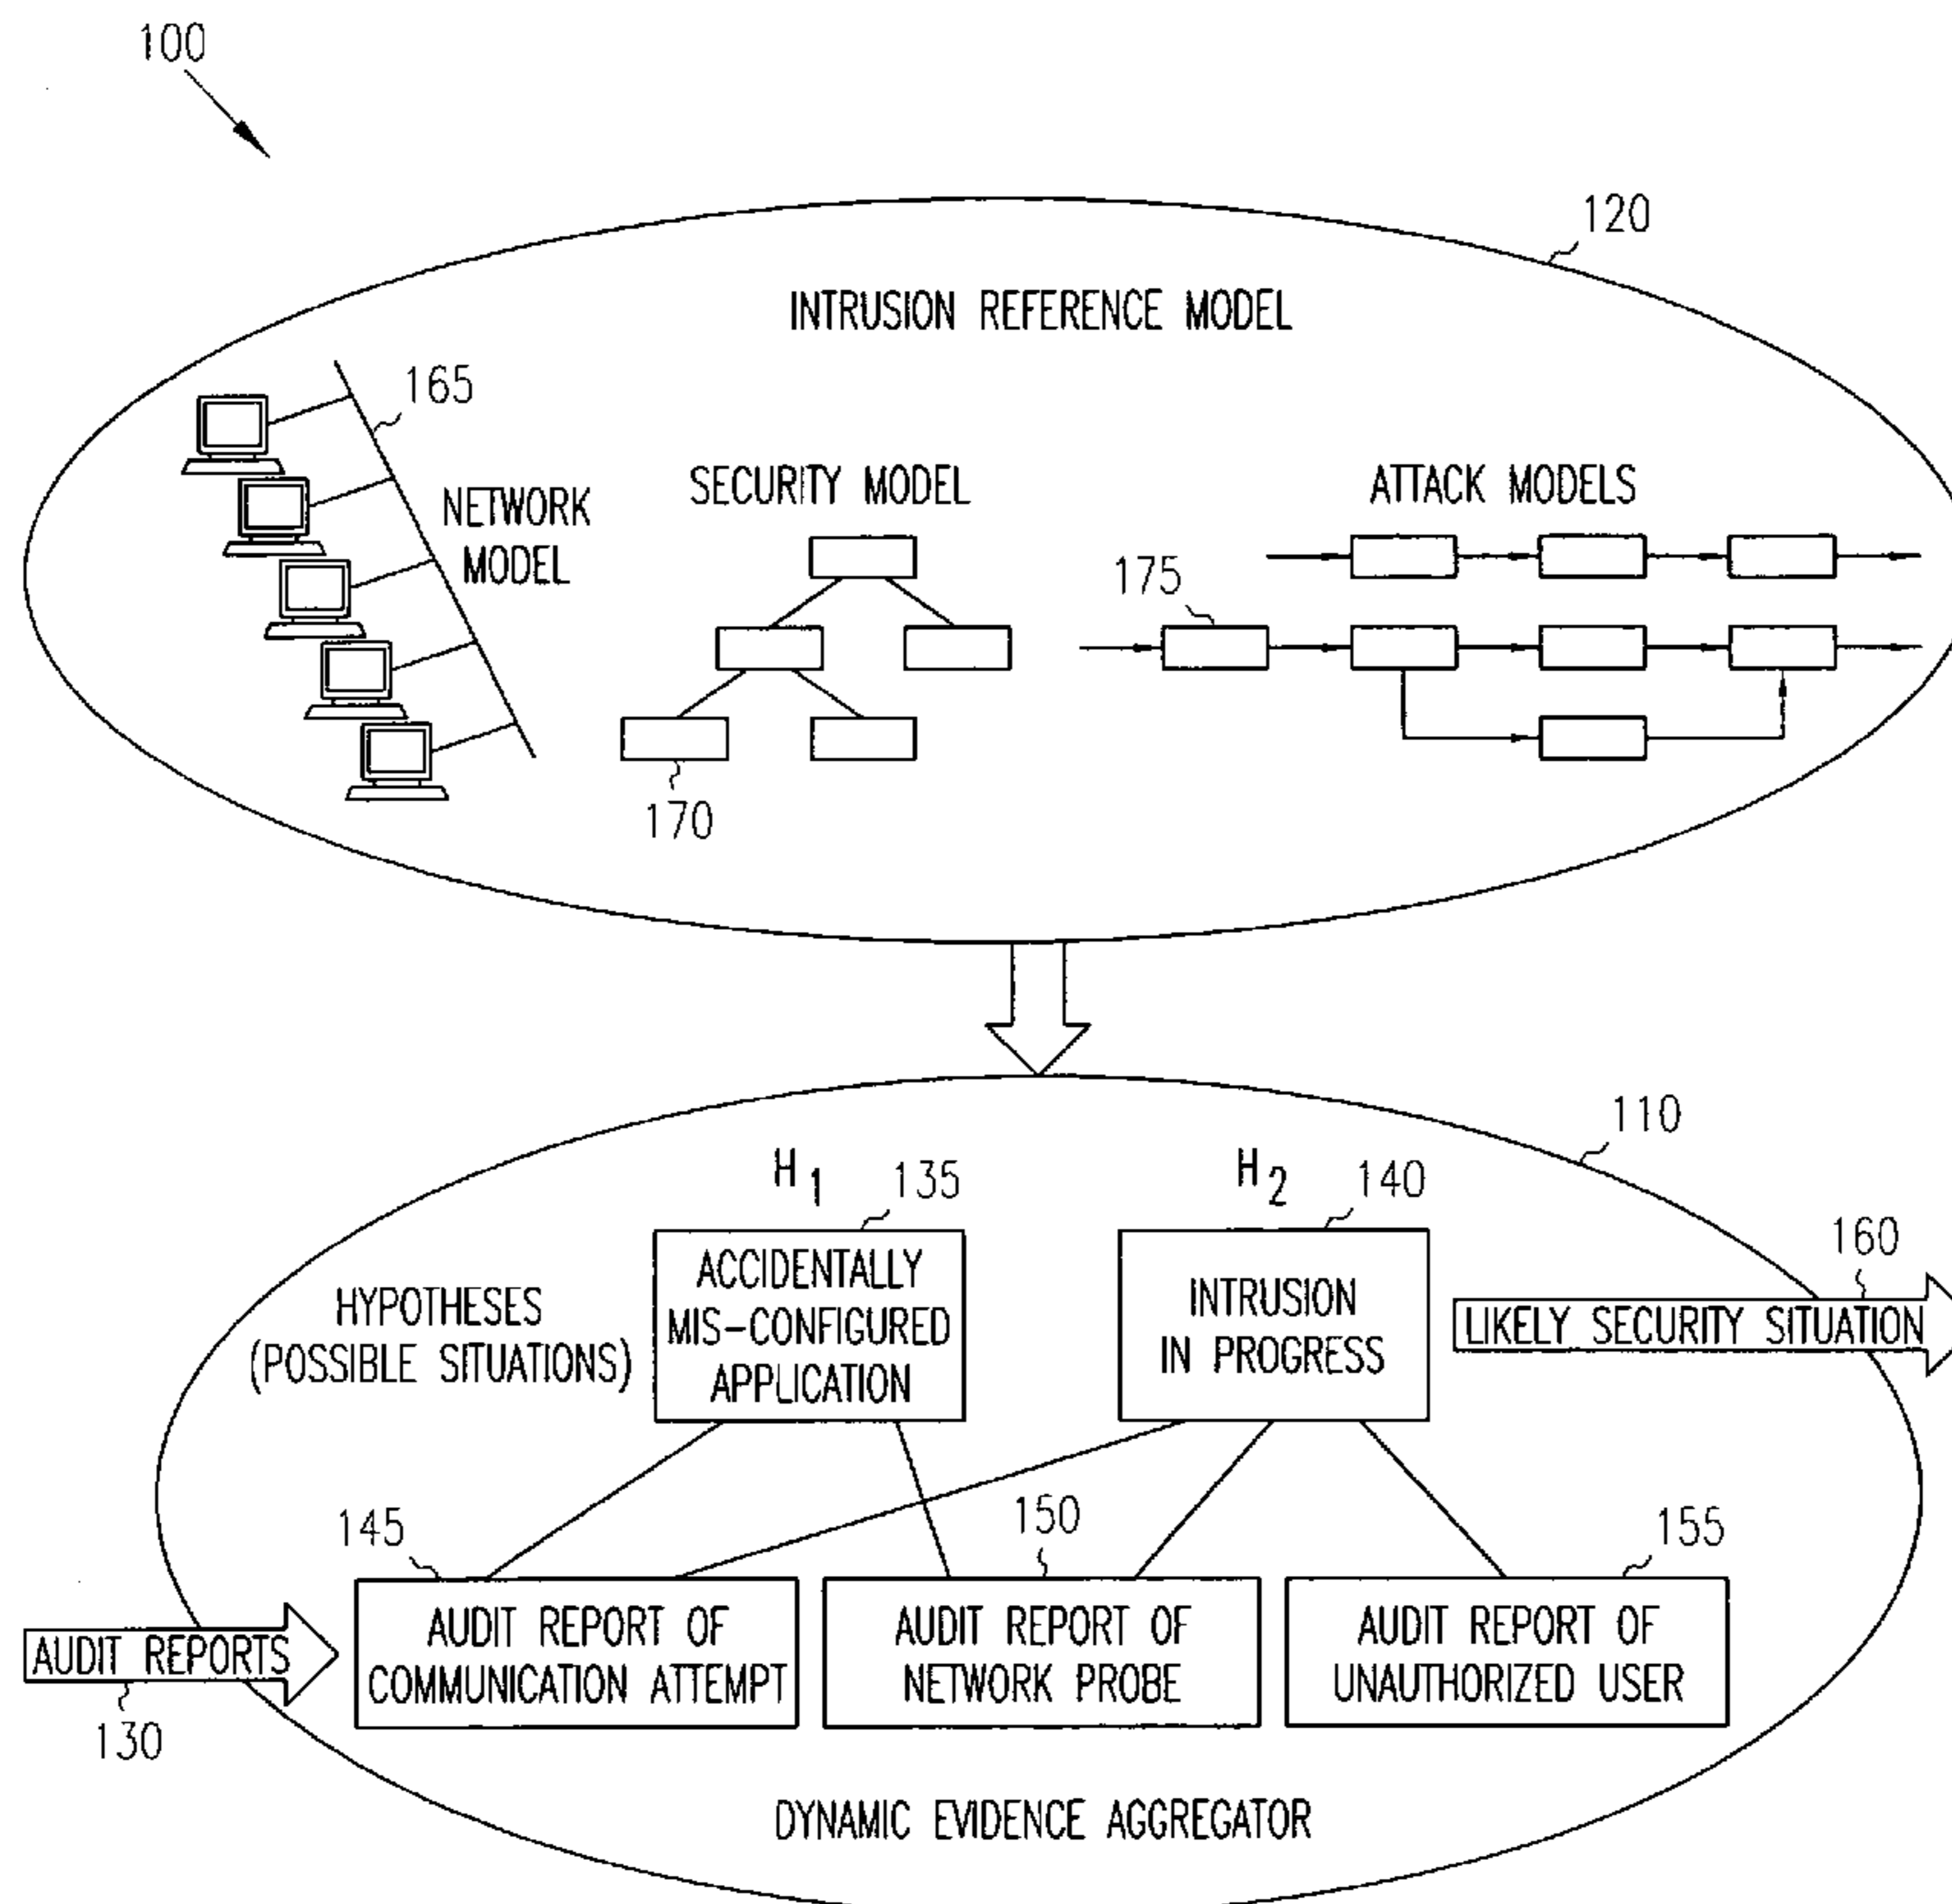 100
120
INTRUSION REFERENCE MODEL
165
NETWORK
MODEL
SECURITY MODEL
ATTACK MODELS
175
170
110
H1
135
H2
140
160
HYPOTHESES
(POSSIBLE SITUATIONS)
ACCIDENTALLY
MIS-CONFIGURED
APPLICATION
INTRUSION
IN PROGRESS
LIKELY SECURITY SITUATION
145
150
155
AUDIT REPORTS
130
AUDIT REPORT OF
COMMUNICATION ATTEMPT
AUDIT REPORT OF
NETWORK PROBE
AUDIT REPORT OF
UNAUTHORIZED USER
DYNAMIC EVIDENCE AGGREGATOR